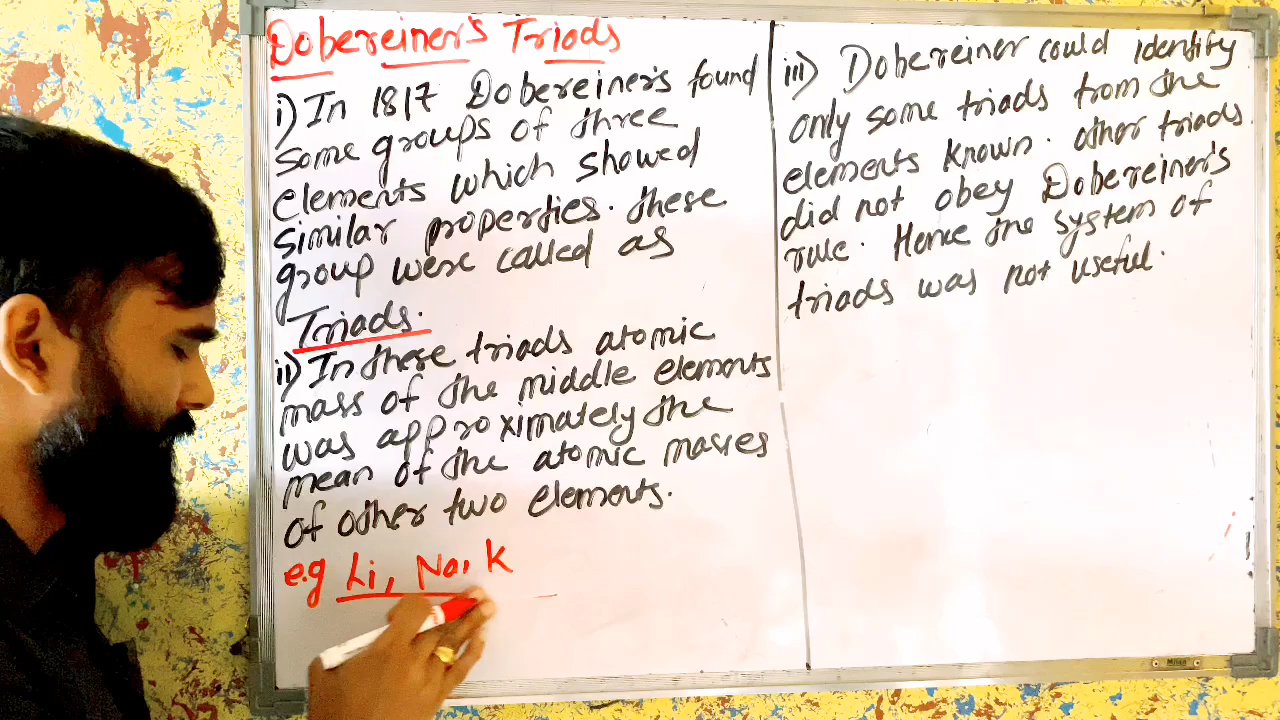 Dobereiner's Triads
i) In 1817 Dobereiner's found
some groups of three
elements which showed
similar properties. these
group were called as
Triads.
ii) In these triads atomic
mass of the middle elements
was approximately the
mean of the atomic masses
of other two elements.
e.g Li, Na, K
iii) Dobereiner could identify
only some triads from the
elements known. other triads
did not obey Dobereiner's
rule. Hence the system of
triads was not useful.